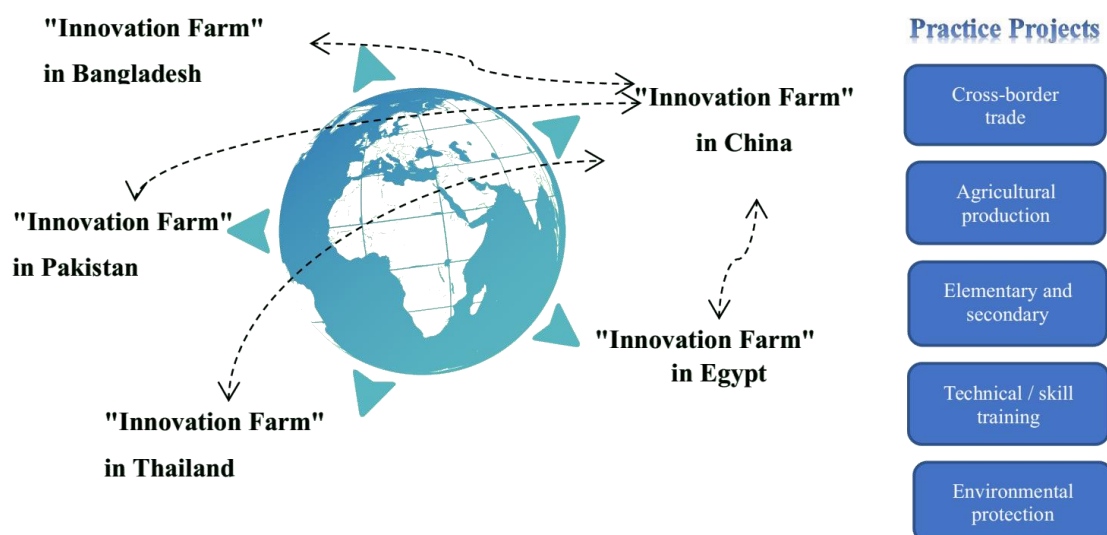 "Innovation Farm"
in Bangladesh
"Innovation Farm"
in China
"Innovation Farm"
in Pakistan
"Innovation Farm"
in Egypt
"Innovation Farm"
in Thailand
Practice Projects
Cross-border
trade
Agricultural
production
Elementary and
secondary
Technical / skill
training
Environmental
protection